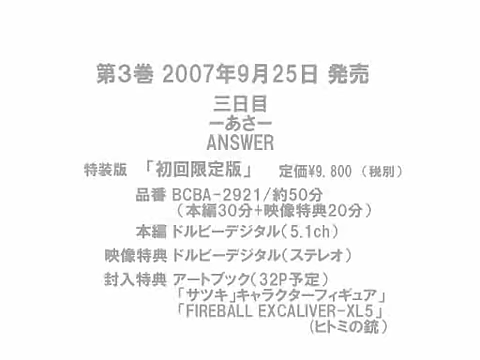 第3巻 2007年9月25日 発売
三日目
ーあさー
ANSWER
特装版 「初回限定版」 定価¥9,800 (税別)
品番 BCBA-2921/約50分
(本編30分+映像特典20分)
本編 ドルビーデジタル(5.1ch)
映像特典 ドルビーデジタル(ステレオ)
封入特典 アートブック(32P予定)
「サツキ」キャラクターフィギュア」
「FIREBALL EXCALIVER-XL5」
(ヒトミの銃)